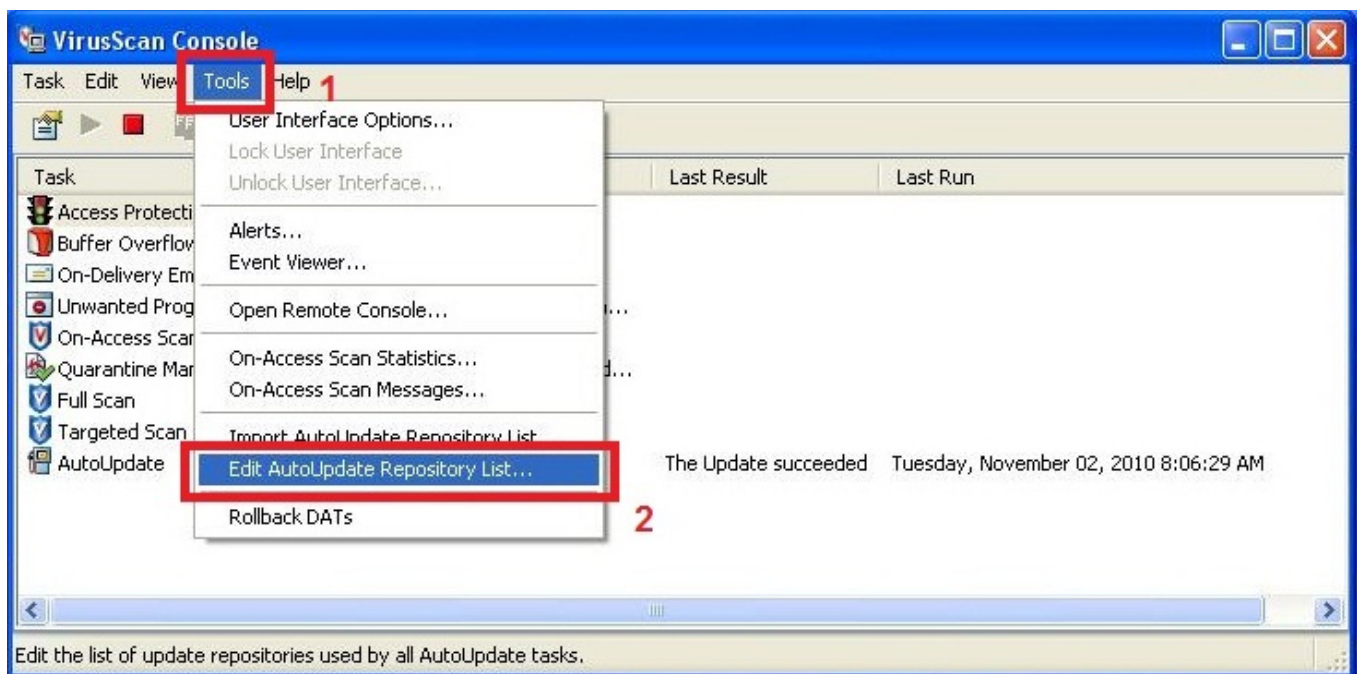 VirusScan Console
Task Edit View Tools Help 1
User Interface Options...
Lock User Interface
Unlock User Interface...
Alerts...
Event Viewer...
Open Remote Console...
On-Access Scan Statistics...
On-Access Scan Messages...
Import AutoUpdate Repository List
Edit AutoUpdate Repository List...
Rollback DATs
2
Task Last Result Last Run
Access Protecti
Buffer Overflow
On-Delivery Em
Unwanted Prog
On-Access Scar
Quarantine Mar d...
Full Scan
Targeted Scan
AutoUpdate The Update succeeded Tuesday, November 02, 2010 8:06:29 AM
Edit the list of update repositories used by all AutoUpdate tasks.